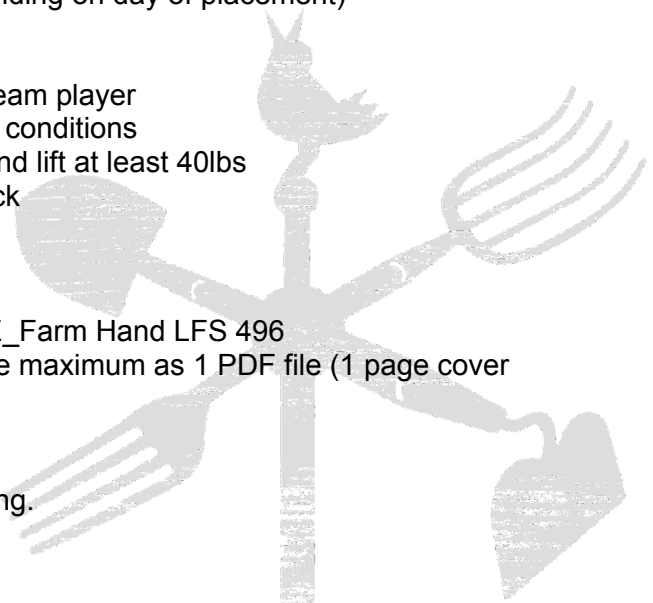 nding on day of placement)
eam player
conditions
nd lift at least 40lbs
ck
E_Farm Hand LFS 496
e maximum as 1 PDF file (1 page cover
ng.